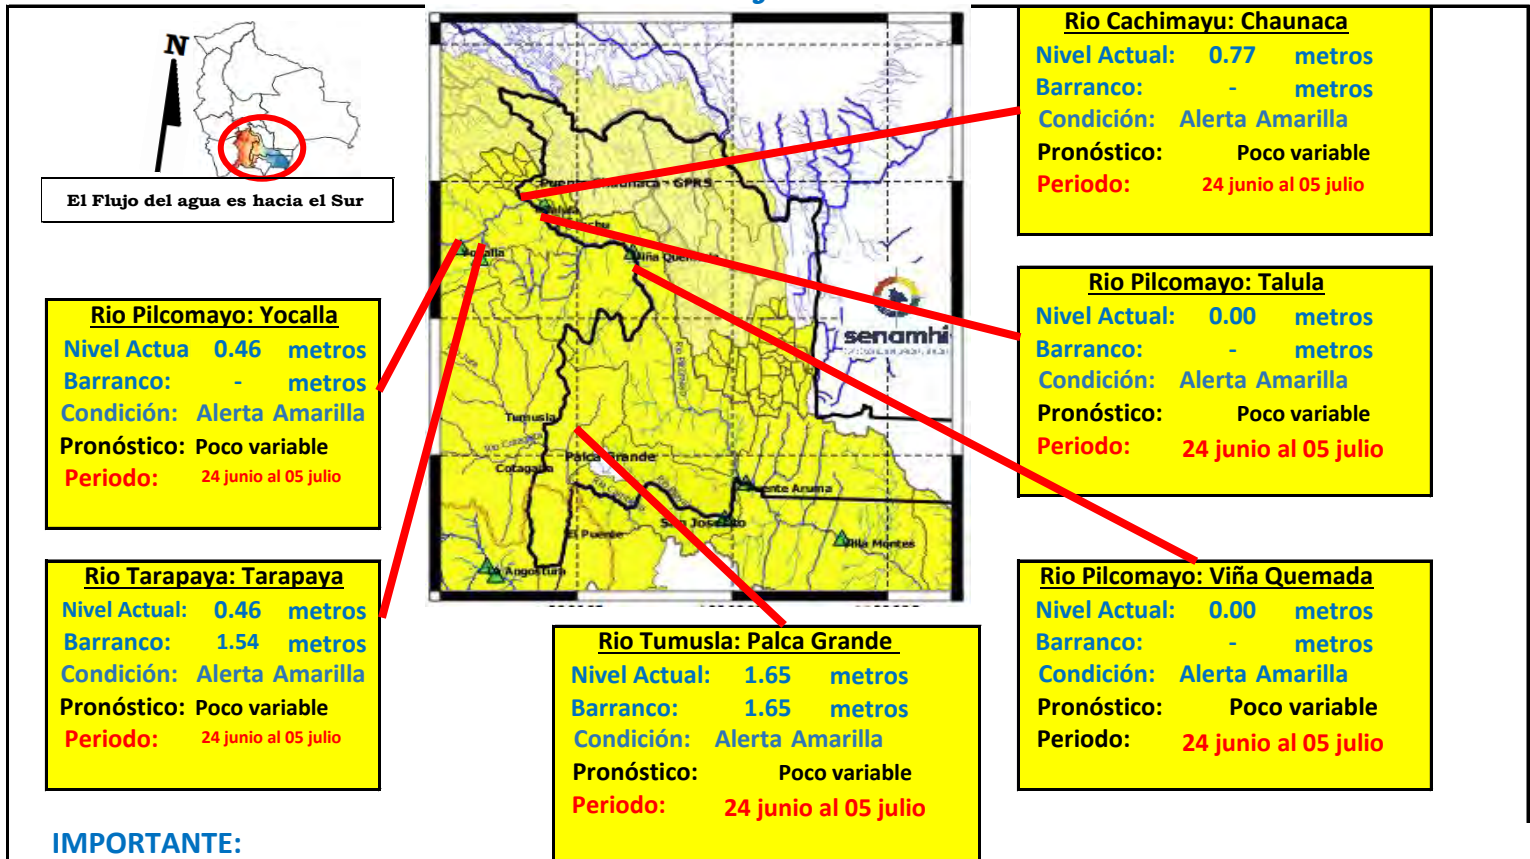 N
El Flujo del agua es hacia el Sur
Rio Cachimayu: Chaunaca
Nivel Actual: 0.77 metros
Barranco: - metros
Condición: Alerta Amarilla
Pronóstico: Poco variable
Periodo: 24 junio al 05 julio
Rio Pilcomayo: Talula
Nivel Actual: 0.00 metros
Barranco: - metros
Condición: Alerta Amarilla
Pronóstico: Poco variable
Periodo: 24 junio al 05 julio
Rio Pilcomayo: Yocalla
Nivel Actua 0.46 metros
Barranco: - metros
Condición: Alerta Amarilla
Pronóstico: Poco variable
Periodo: 24 junio al 05 julio
Rio Tarapaya: Tarapaya
Nivel Actual: 0.46 metros
Barranco: 1.54 metros
Condición: Alerta Amarilla
Pronóstico: Poco variable
Periodo: 24 junio al 05 julio
Rio Tumusla: Palca Grande
Nivel Actual: 1.65 metros
Barranco: 1.65 metros
Condición: Alerta Amarilla
Pronóstico: Poco variable
Periodo: 24 junio al 05 julio
Rio Pilcomayo: Viña Quemada
Nivel Actual: 0.00 metros
Barranco: - metros
Condición: Alerta Amarilla
Pronóstico: Poco variable
Periodo: 24 junio al 05 julio
Puente Chaunaca - GPRS
Talula
Yocalla
Viña Quemada
senamhi
Tumusla
Cotagaita
Palca Grande
Puente Aruma
San Josecito
El Puente
Villa Montes
Angostura
IMPORTANTE: